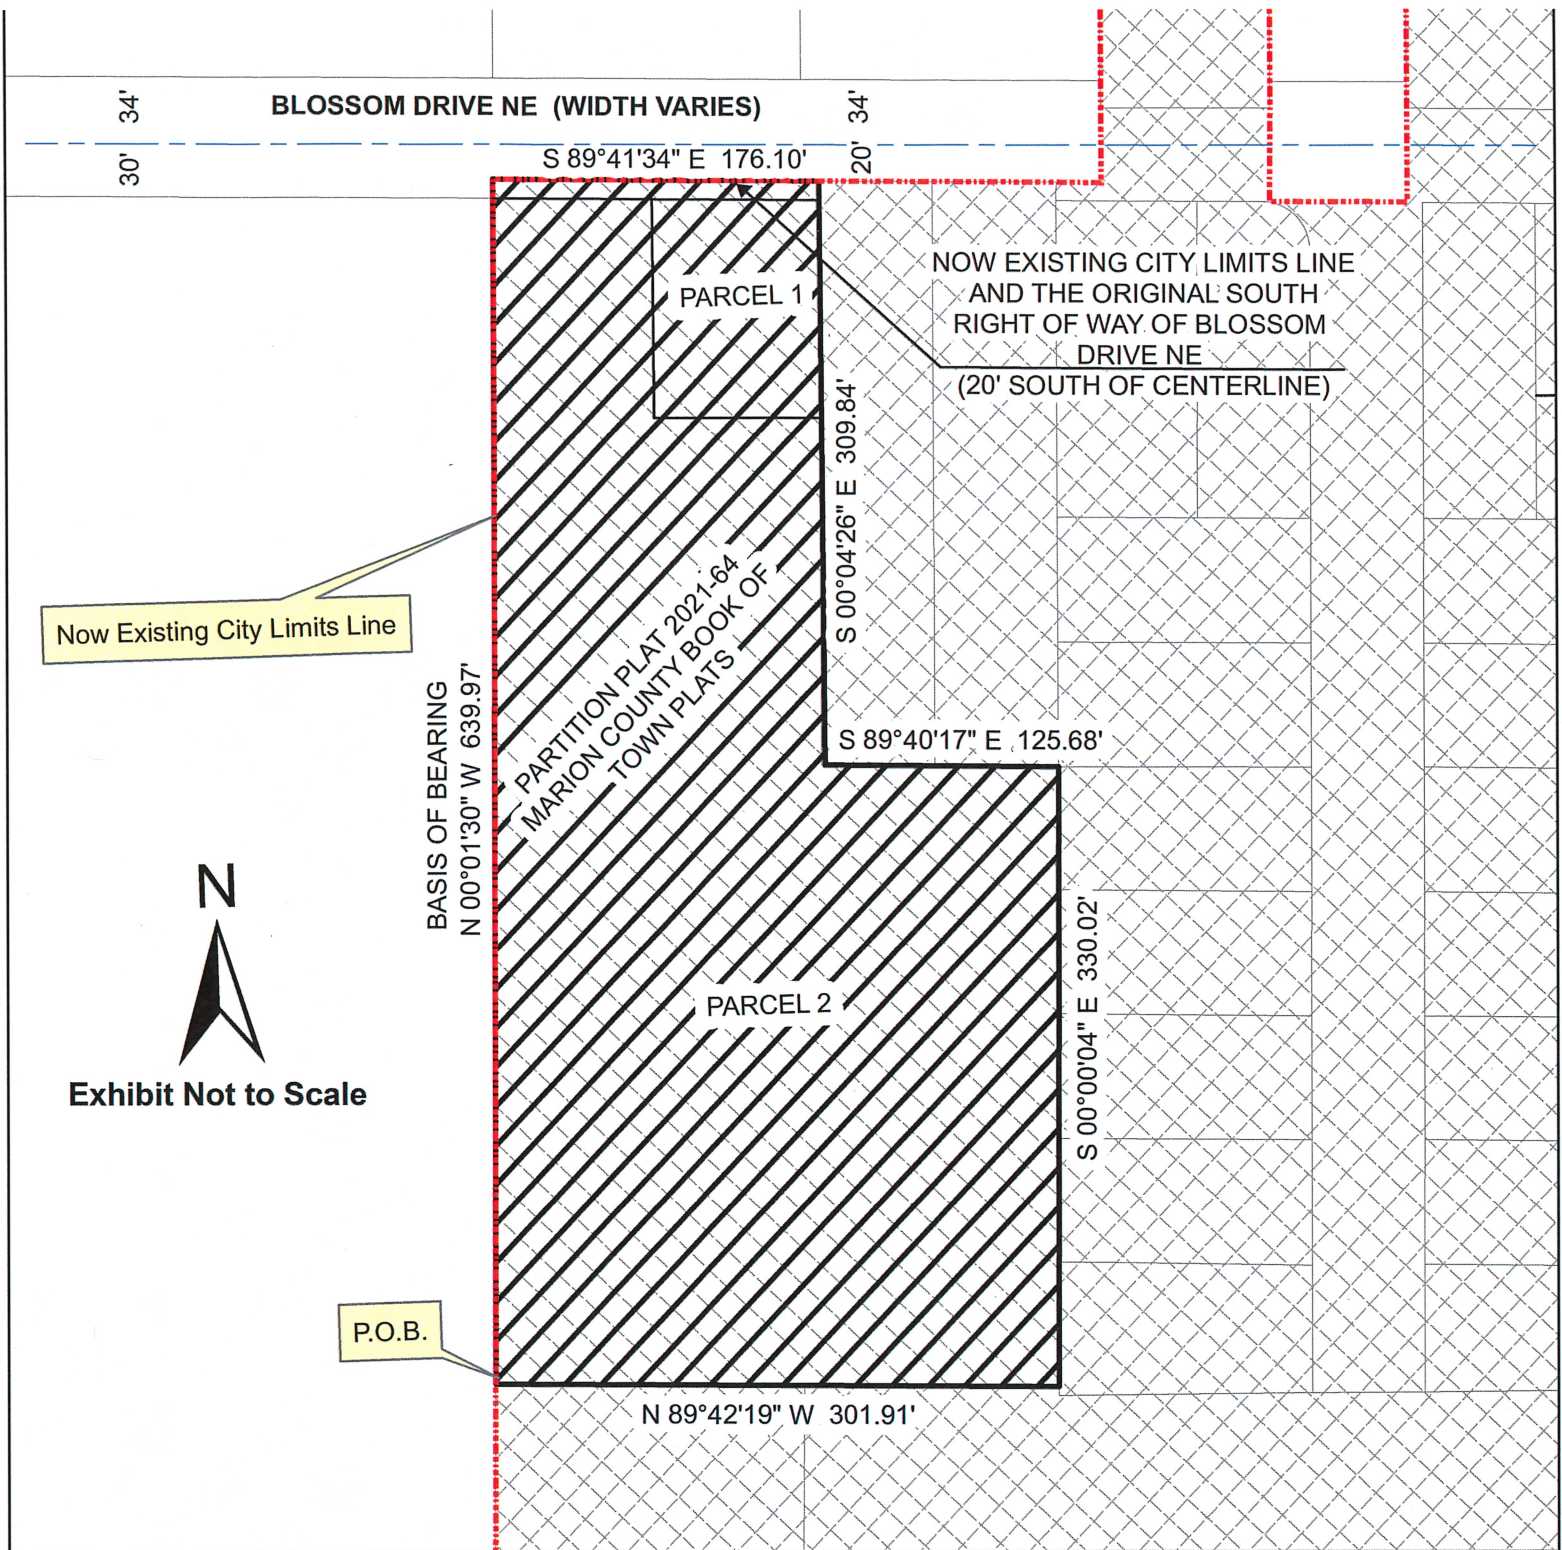 34'
BLOSSOM DRIVE NE (WIDTH VARIES)
34'
30'
S 89°41'34" E 176.10'
20'
NOW EXISTING CITY LIMITS LINE
AND THE ORIGINAL SOUTH
RIGHT OF WAY OF BLOSSOM
DRIVE NE
(20' SOUTH OF CENTERLINE)
PARCEL 1
S 00°04'26" E 309.84'
Now Existing City Limits Line
PARTITION PLAT 2021-64
MARION COUNTY BOOK OF
TOWN PLATS
BASIS OF BEARING
N 00°01'30" W 639.97'
S 89°40'17" E 125.68'
N
Exhibit Not to Scale
PARCEL 2
S 00°00'04" E 330.02'
P.O.B.
N 89°42'19" W 301.91'